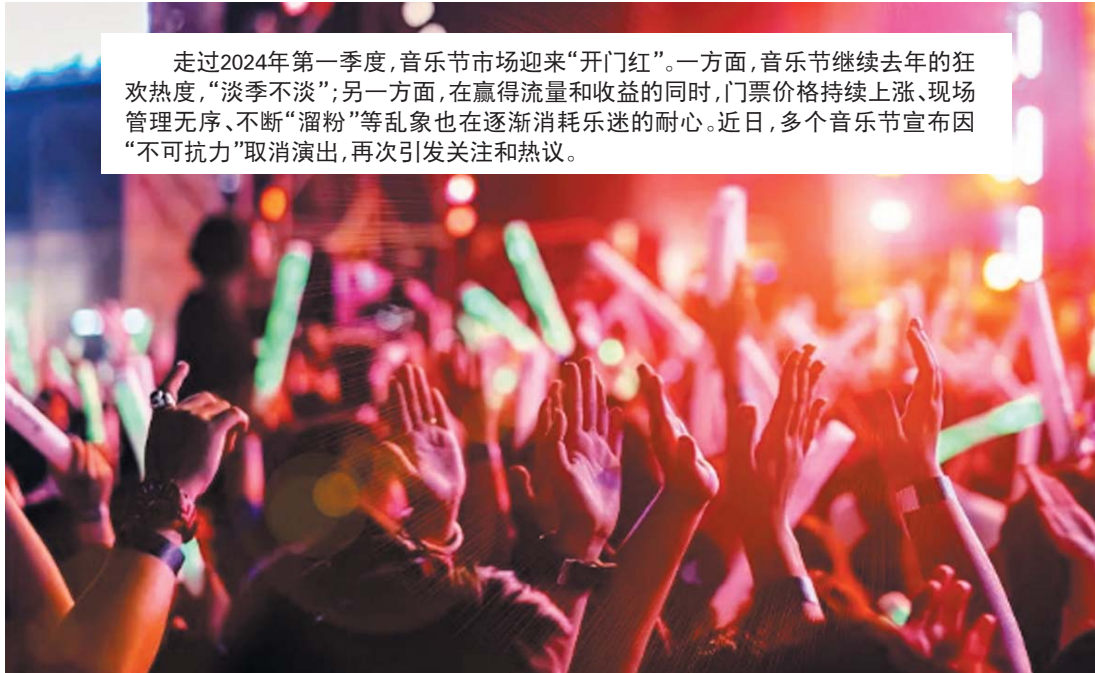 走过2024年第一季度,音乐节市场迎来“开门红”。一方面,音乐节继续去年的狂
欢热度,“淡季不淡”;另一方面,在赢得流量和收益的同时,门票价格持续上涨、现场
管理无序、不断“溜粉”等乱象也在逐渐消耗乐迷的耐心。近日,多个音乐节宣布因
“不可抗力”取消演出,再次引发关注和热议。